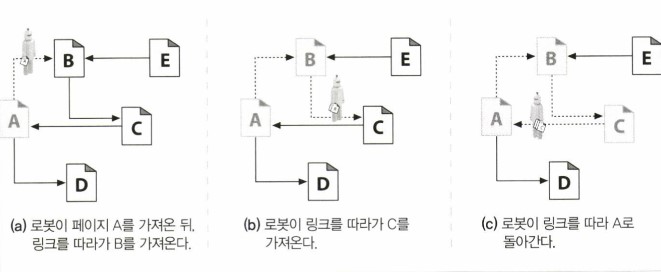 B
E
A
C
D
(a) 로봇이 페이지 A를 가져온 뒤,
링크를 따라가 B를 가져온다.
B
E
A
C
D
(b) 로봇이 링크를 따라가 C를
가져온다.
B
E
A
C
D
(c) 로봇이 링크를 따라 A로
돌아간다.